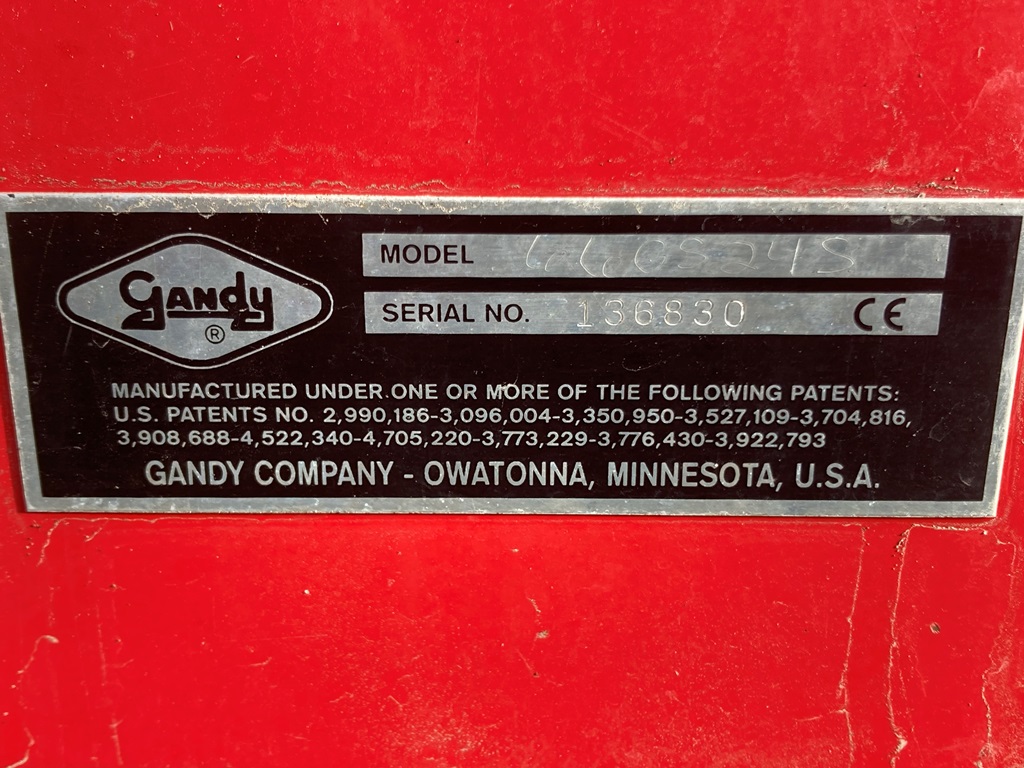 Gandy
®
MODEL
SERIAL NO. 136830 CE
MANUFACTURED UNDER ONE OR MORE OF THE FOLLOWING PATENTS:
U.S. PATENTS NO. 2,990,186-3,096,004-3,350,950-3,527,109-3,704,816,
3,908,688-4,522,340-4,705,220-3,773,229-3,776,430-3,922,793
GANDY COMPANY - OWATONNA, MINNESOTA, U.S.A.